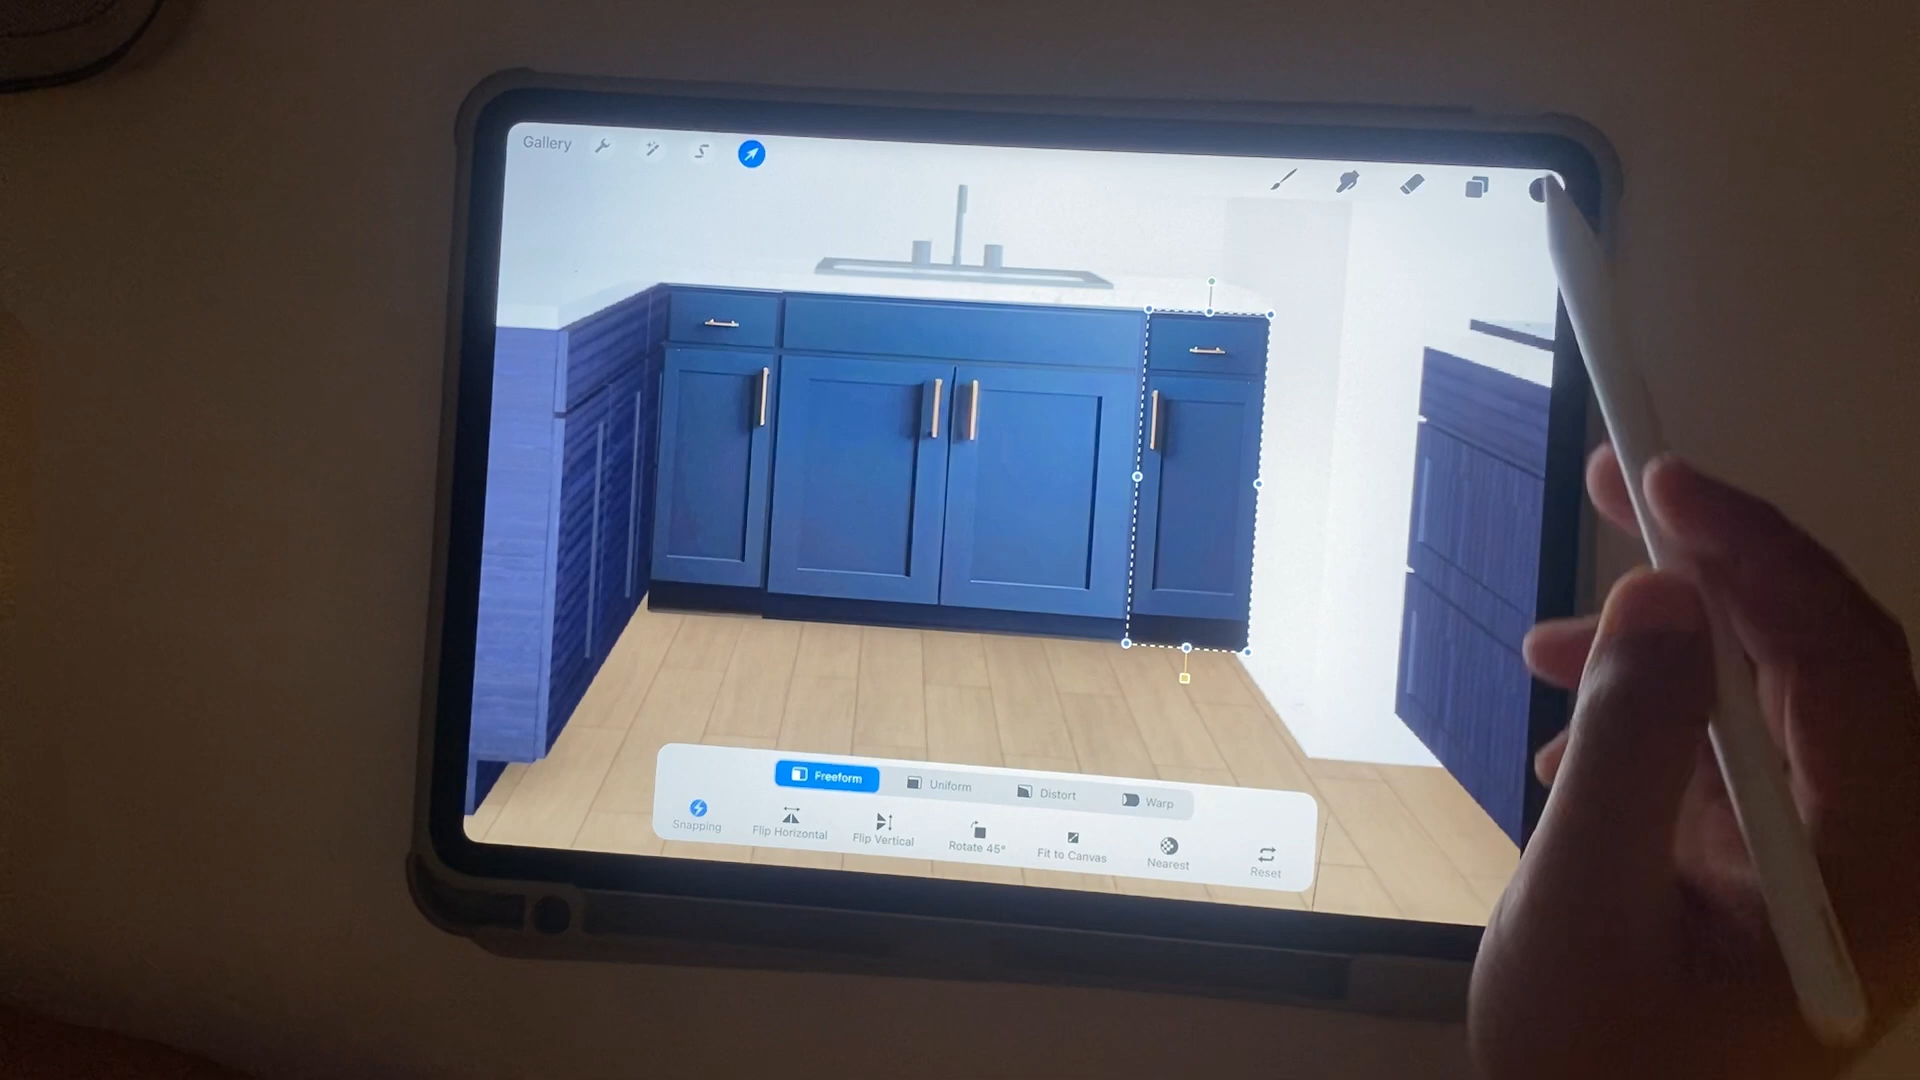 Gallery
Freeform Uniform Distort Warp
Snapping Flip Horizontal Flip Vertical Rotate 45° Fit to Canvas Nearest Reset